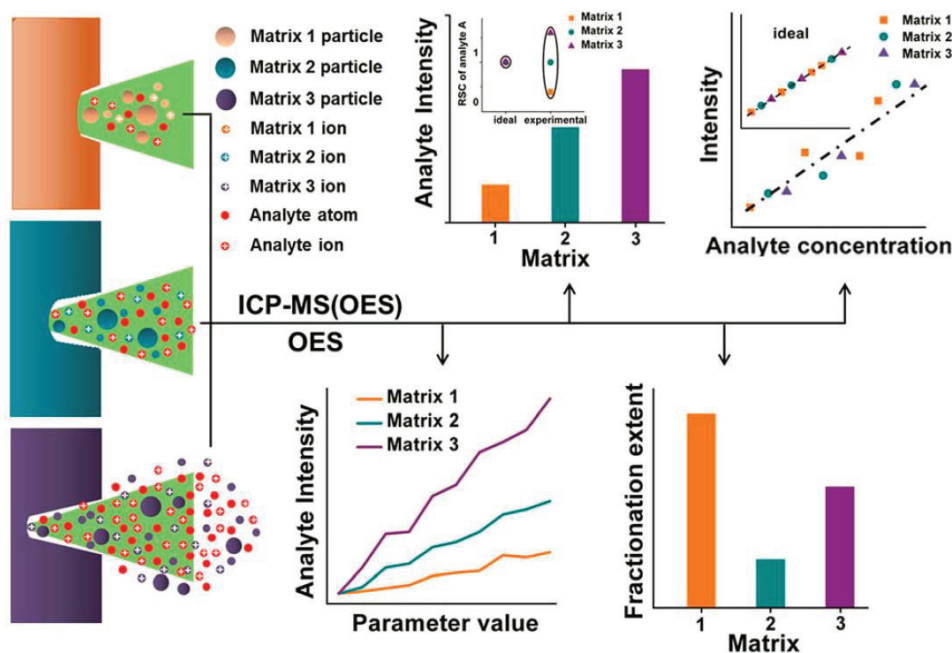 Matrix 1 particle
Matrix 2 particle
Matrix 3 particle
Matrix 1 ion
Matrix 2 ion
Matrix 3 ion
Analyte atom
Analyte ion
Analyte Intensity
RSC of analyte A
1
0
ideal
experimental
Matrix 1
Matrix 2
Matrix 3
1
2
3
Matrix
Intensity
ideal
Matrix 1
Matrix 2
Matrix 3
Analyte concentration
ICP-MS(OES)
OES
Analyte Intensity
Matrix 1
Matrix 2
Matrix 3
Parameter value
Fractionation extent
1
2
3
Matrix